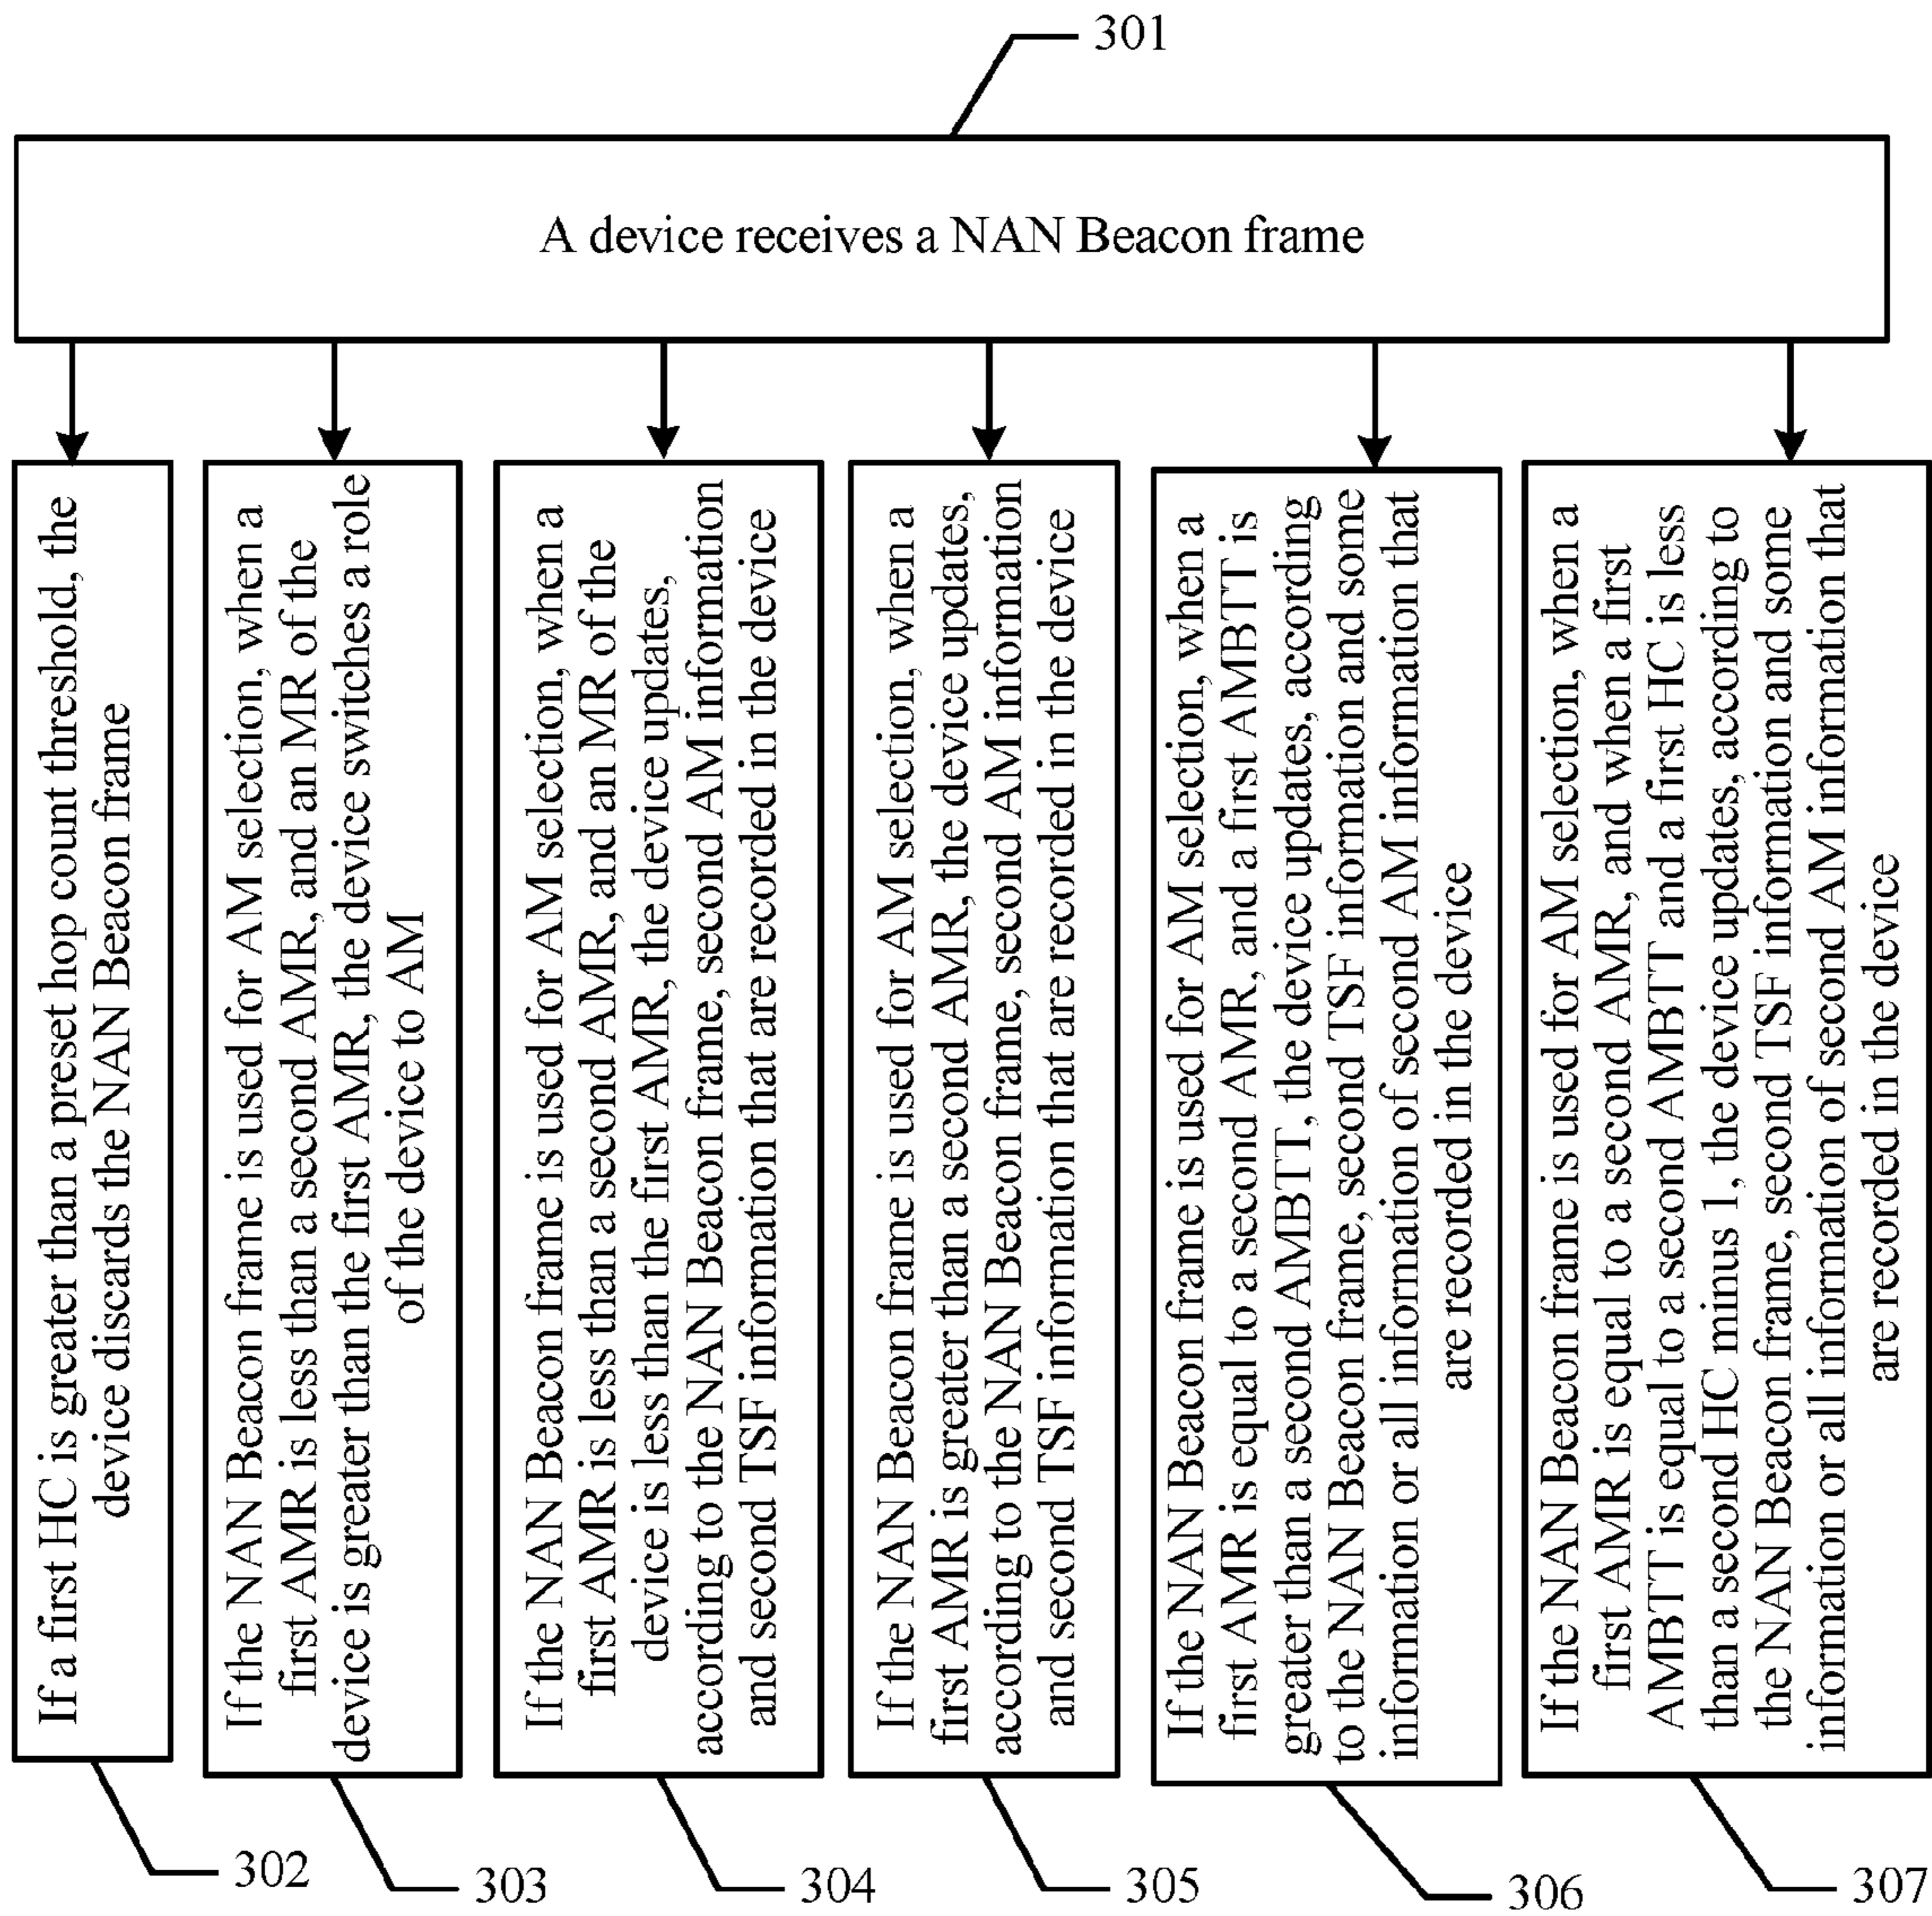 301
A device receives a NAN Beacon frame
If a first HC is greater than a preset hop count threshold, the
device discards the NAN Beacon frame
If the NAN Beacon frame is used for AM selection, when a
first AMR is less than a second AMR, and an MR of the
device is greater than the first AMR, the device switches a role
of the device to AM
If the NAN Beacon frame is used for AM selection, when a
first AMR is less than a second AMR, and an MR of the
device is less than the first AMR, the device updates,
according to the NAN Beacon frame, second AM information
and second TSF information that are recorded in the device
If the NAN Beacon frame is used for AM selection, when a
first AMR is greater than a second AMR, the device updates,
according to the NAN Beacon frame, second AM information
and second TSF information that are recorded in the device
If the NAN Beacon frame is used for AM selection, when a
first AMR is equal to a second AMR, and a first AMBTT is
greater than a second AMBTT, the device updates, according
to the NAN Beacon frame, second TSF information and some
information or all information of second AM information that
are recorded in the device
If the NAN Beacon frame is used for AM selection, when a
first AMR is equal to a second AMR, and when a first
AMBTT is equal to a second AMBTT and a first HC is less
than a second HC minus 1, the device updates, according to
the NAN Beacon frame, second TSF information and some
information or all information of second AM information that
are recorded in the device
302
303
304
305
306
307